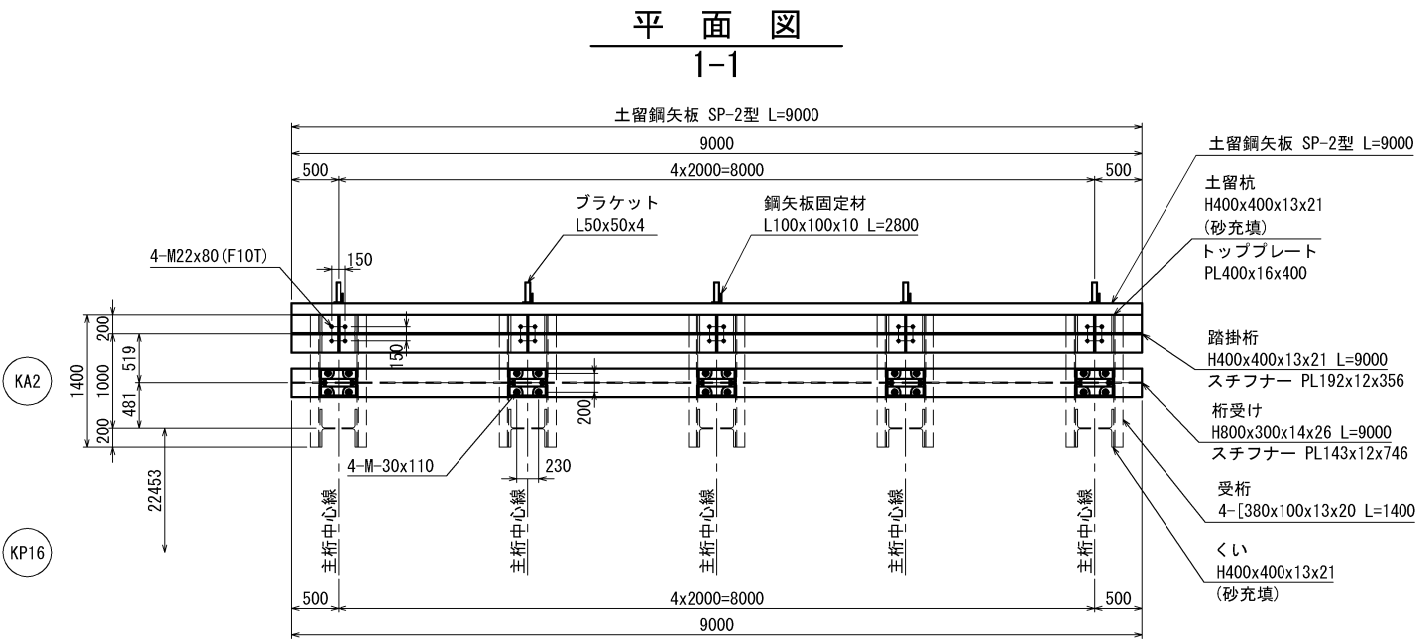 平面図
1-1
土留鋼矢板 SP-2型 L=9000
9000
500
4x2000=8000
500
土留鋼矢板 SP-2型 L=9000
土留杭
H400x400x13x21
(砂充填)
トッププレート
PL400x16x400
ブラケット
L50x50x4
鋼矢板固定材
L100x100x10 L=2800
4-M22x80(F10T)
150
150
200
519
1400
1000
481
200
KA2
踏掛桁
H400x400x13x21 L=9000
スチフナー PL192x12x356
桁受け
H800x300x14x26 L=9000
スチフナー PL143x12x746
200
4-M-30x110
230
22453
受桁
4-[380x100x13x20 L=1400
主桁中心線
主桁中心線
主桁中心線
主桁中心線
主桁中心線
KP16
くい
H400x400x13x21
(砂充填)
500
4x2000=8000
500
9000